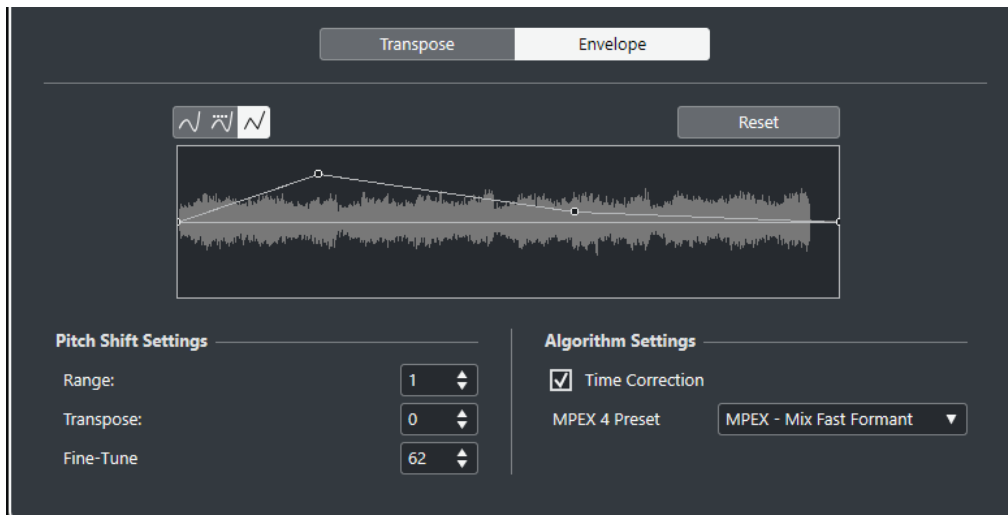 Transpose Envelope
Reset
Pitch Shift Settings
Range: 1
Transpose: 0
Fine-Tune 62
Algorithm Settings
Time Correction
MPEX 4 Preset MPEX - Mix Fast Formant